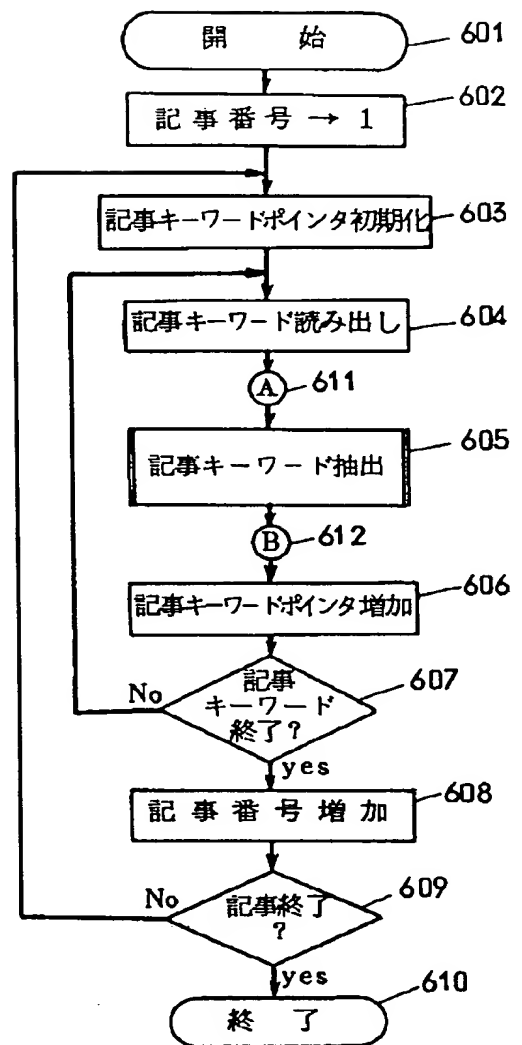 開 始
601
記事番号 → 1
602
記事キーワードポインタ初期化
603
記事キーワード読み出し
604
A
611
記事キーワード抽出
605
B
612
記事キーワードポインタ増加
606
記事
キーワード
終了?
607
No
yes
記事番号増加
608
記事終了
?
609
No
yes
終 了
610